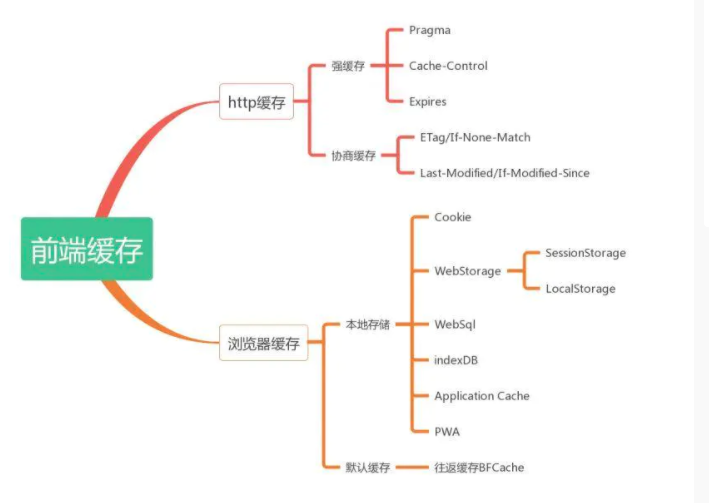 前端缓存
http缓存
强缓存
Pragma
Cache-Control
Expires
协商缓存
ETag/If-None-Match
Last-Modified/If-Modified-Since
浏览器缓存
本地存储
Cookie
WebStorage
SessionStorage
LocalStorage
WebSql
indexDB
Application Cache
PWA
默认缓存
往返缓存BFCache